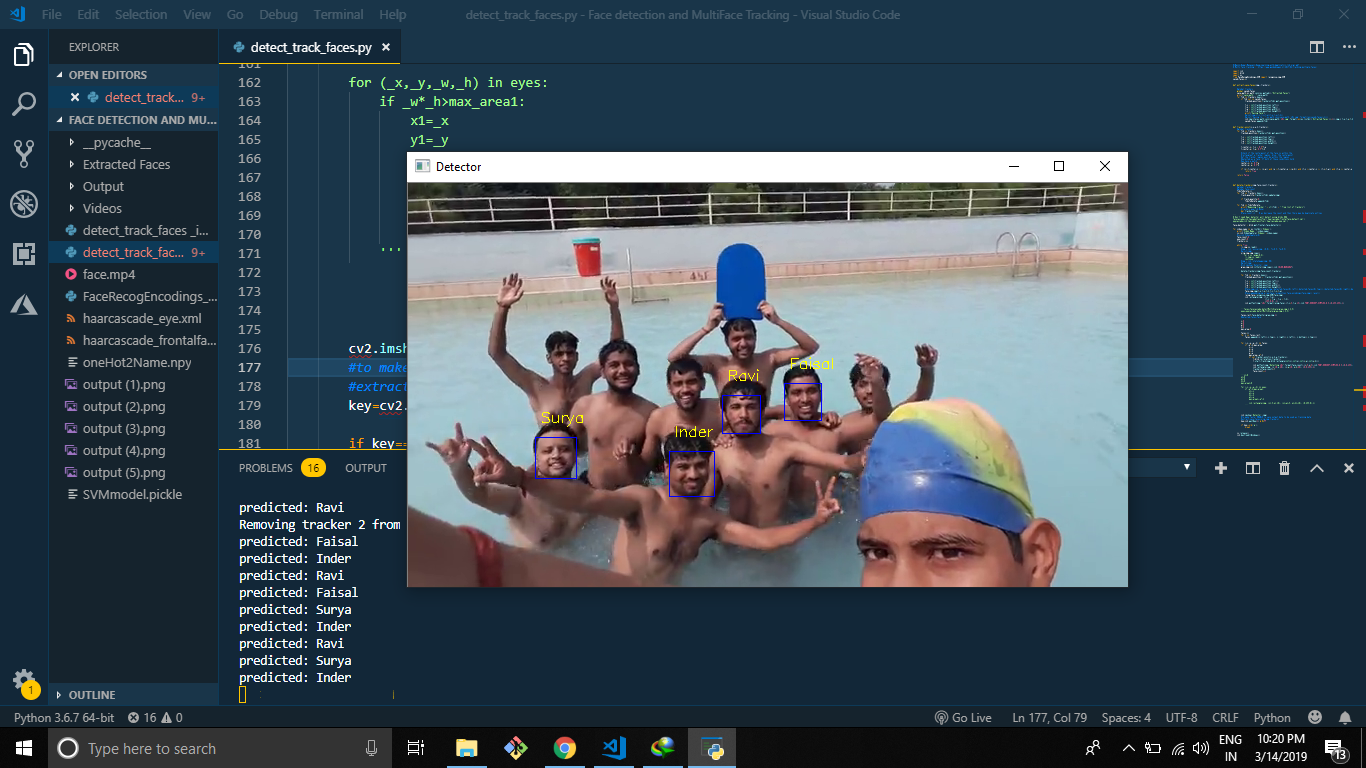 File Edit Selection View Go Debug Terminal Help
detect_track_faces.py - Face detection and MultiFace Tracking - Visual Studio Code
EXPLORER
OPEN EDITORS
detect_track... 9+
FACE DETECTION AND MU...
__pycache__
Extracted Faces
Output
Videos
detect_track_faces _i...
detect_track_fac... 9+
face.mp4
FaceRecogEncodings_...
haarcascade_eye.xml
haarcascade_frontalfa...
oneHot2Name.npy
output (1).png
output (2).png
output (3).png
output (4).png
output (5).png
SVMmodel.pickle
OUTLINE
detect_track_faces.py
161
162 for (_x,_y,_w,_h) in eyes:
163 if _w*_h>max_area1:
164 x1=_x
165 y1=_y
166
167
168
169
170
171 ...
172
173
174
175
176 cv2.imsh
177 #to make
178 #extract
179 key=cv2.
180
181 if key==
Detector
Faisal
Ravi
Surya
Inder
PROBLEMS 16 OUTPUT
predicted: Ravi
Removing tracker 2 from
predicted: Faisal
predicted: Inder
predicted: Ravi
predicted: Faisal
predicted: Surya
predicted: Inder
predicted: Ravi
predicted: Surya
predicted: Inder
1
Python 3.6.7 64-bit 16 0
Go Live Ln 177, Col 79 Spaces: 4 UTF-8 CRLF Python
Type here to search
ENG
IN
10:20 PM
3/14/2019
13